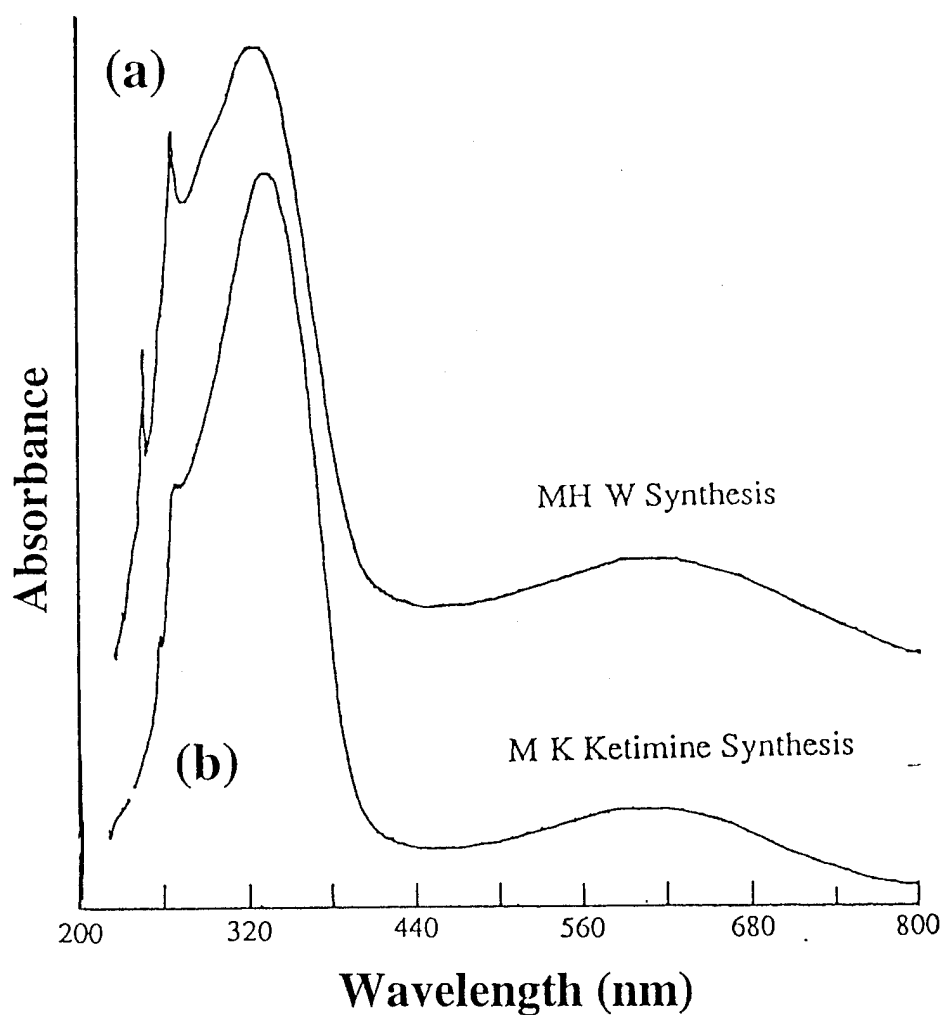 (a)
MH W Synthesis
M K Ketimine Synthesis
(b)
Absorbance
200 320 440 560 680 800
Wavelength (nm)